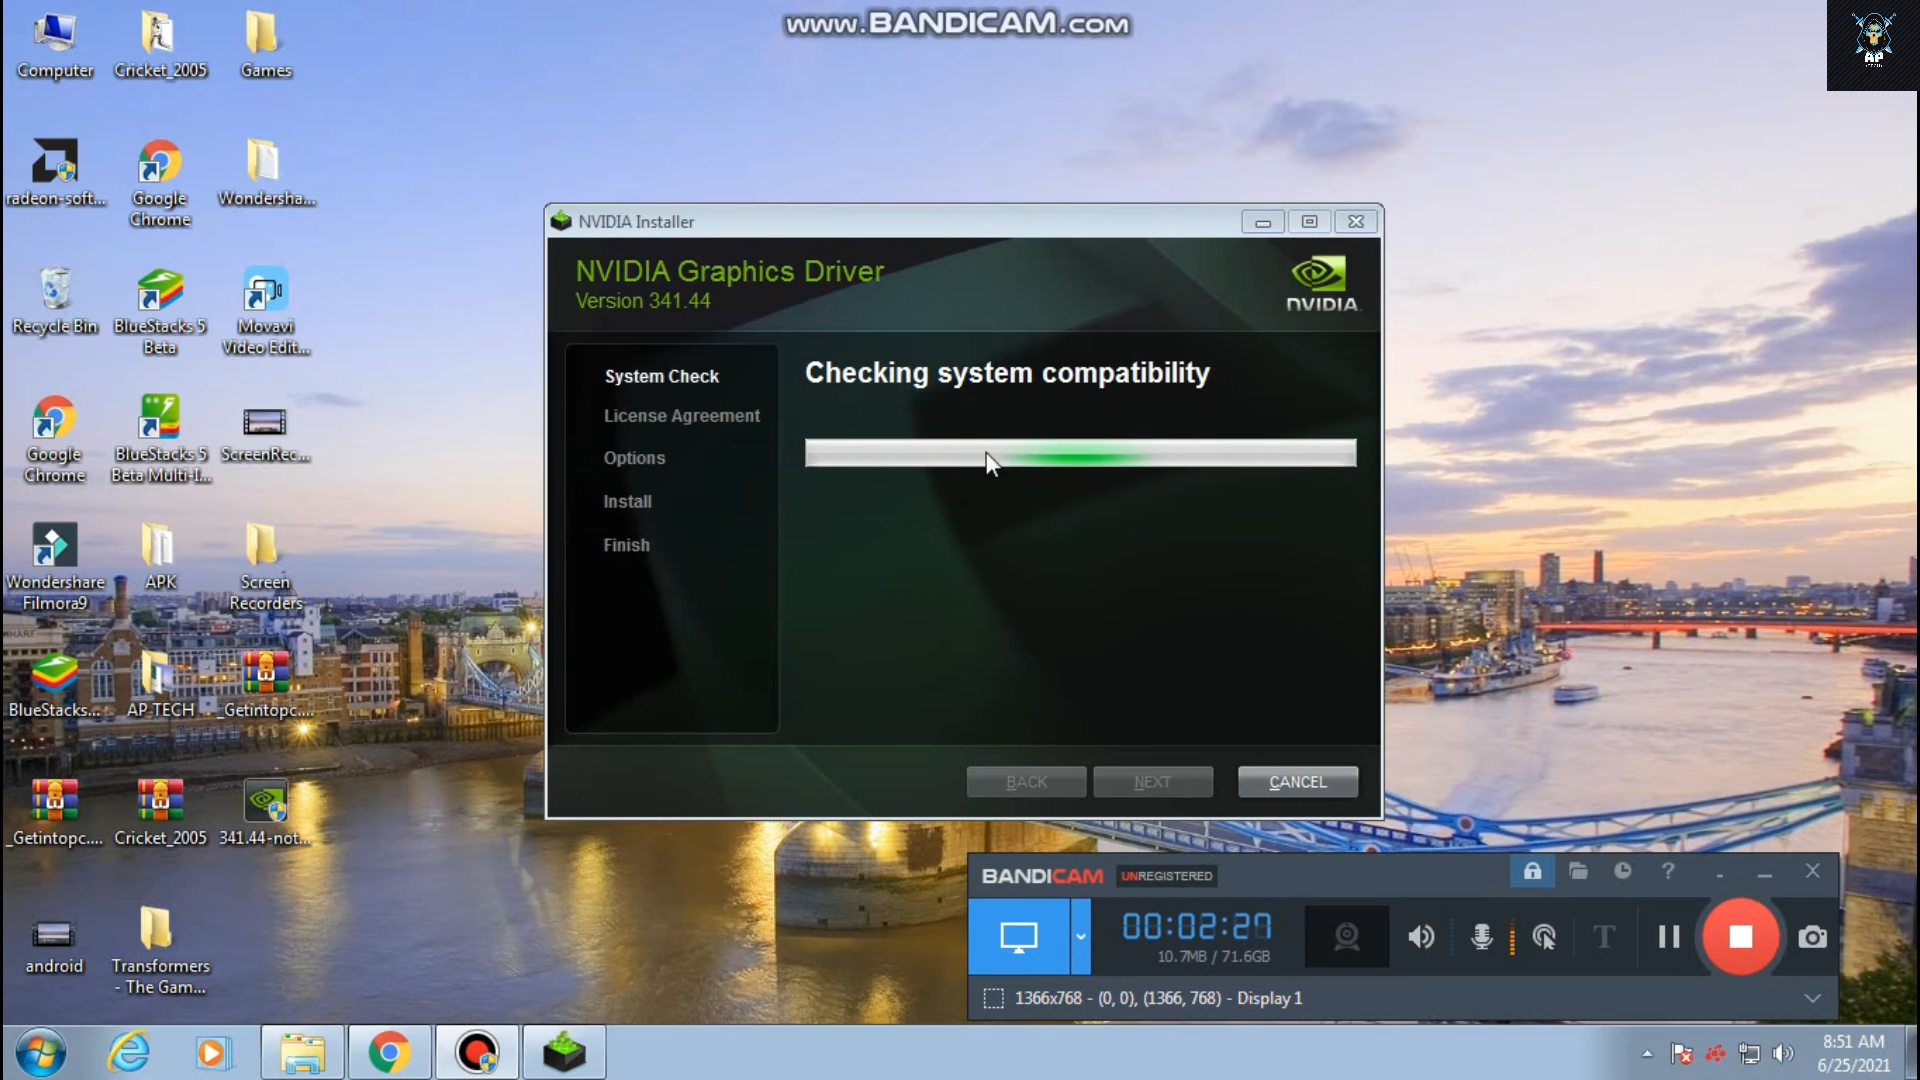 www.BANDICAM.com
AP
Computer
Cricket_2005
Games
radeon-soft...
Google
Chrome
Wondersha...
Recycle Bin
BlueStacks 5
Beta
Movavi
Video Edit...
Google
Chrome
BlueStacks 5
Beta Multi-I...
ScreenRec...
Wondershare
Filmora9
APK
Screen
Recorders
BlueStacks...
AP TECH
_Getintopc....
_Getintopc....
Cricket_2005
341.44-not...
android
Transformers
- The Gam...
NVIDIA Installer
NVIDIA Graphics Driver
Version 341.44
NVIDIA.
System Check
License Agreement
Options
Install
Finish
Checking system compatibility
BACK
NEXT
CANCEL
BANDICAM
UNREGISTERED
?
00:02:27
10.7MB / 71.6GB
T
1366x768 - (0, 0), (1366, 768) - Display 1
8:51 AM
6/25/2021